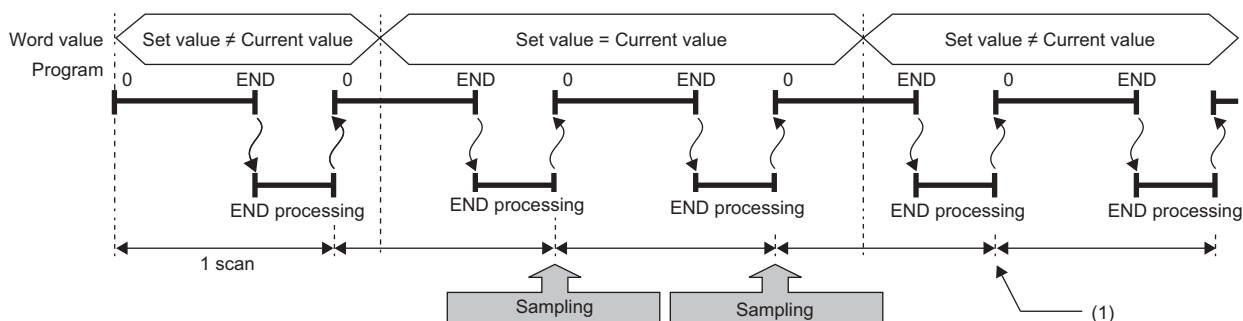 Word value
Set value ≠ Current value
Set value = Current value
Set value ≠ Current value
Program
0 END 0 END 0 END 0 END 0 END
END processing END processing END processing END processing END processing
1 scan
Sampling Sampling
(1)